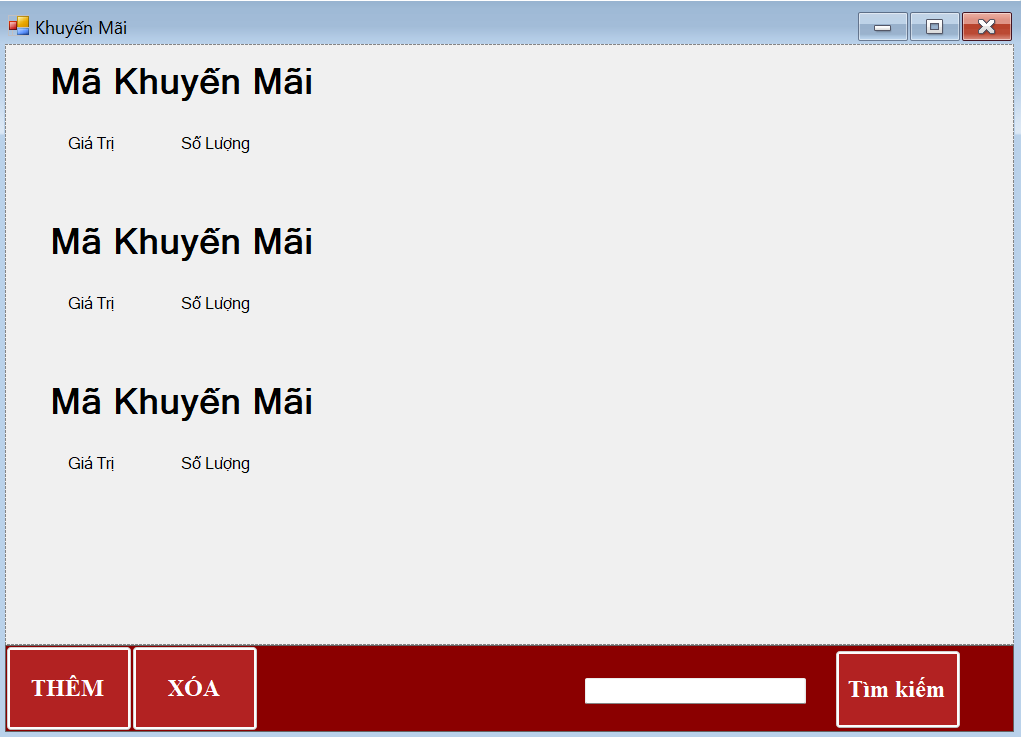 Khuyến Mãi
Mã Khuyến Mãi
Giá Trị Số Lượng
Mã Khuyến Mãi
Giá Trị Số Lượng
Mã Khuyến Mãi
Giá Trị Số Lượng
THÊM XÓA Tìm kiếm